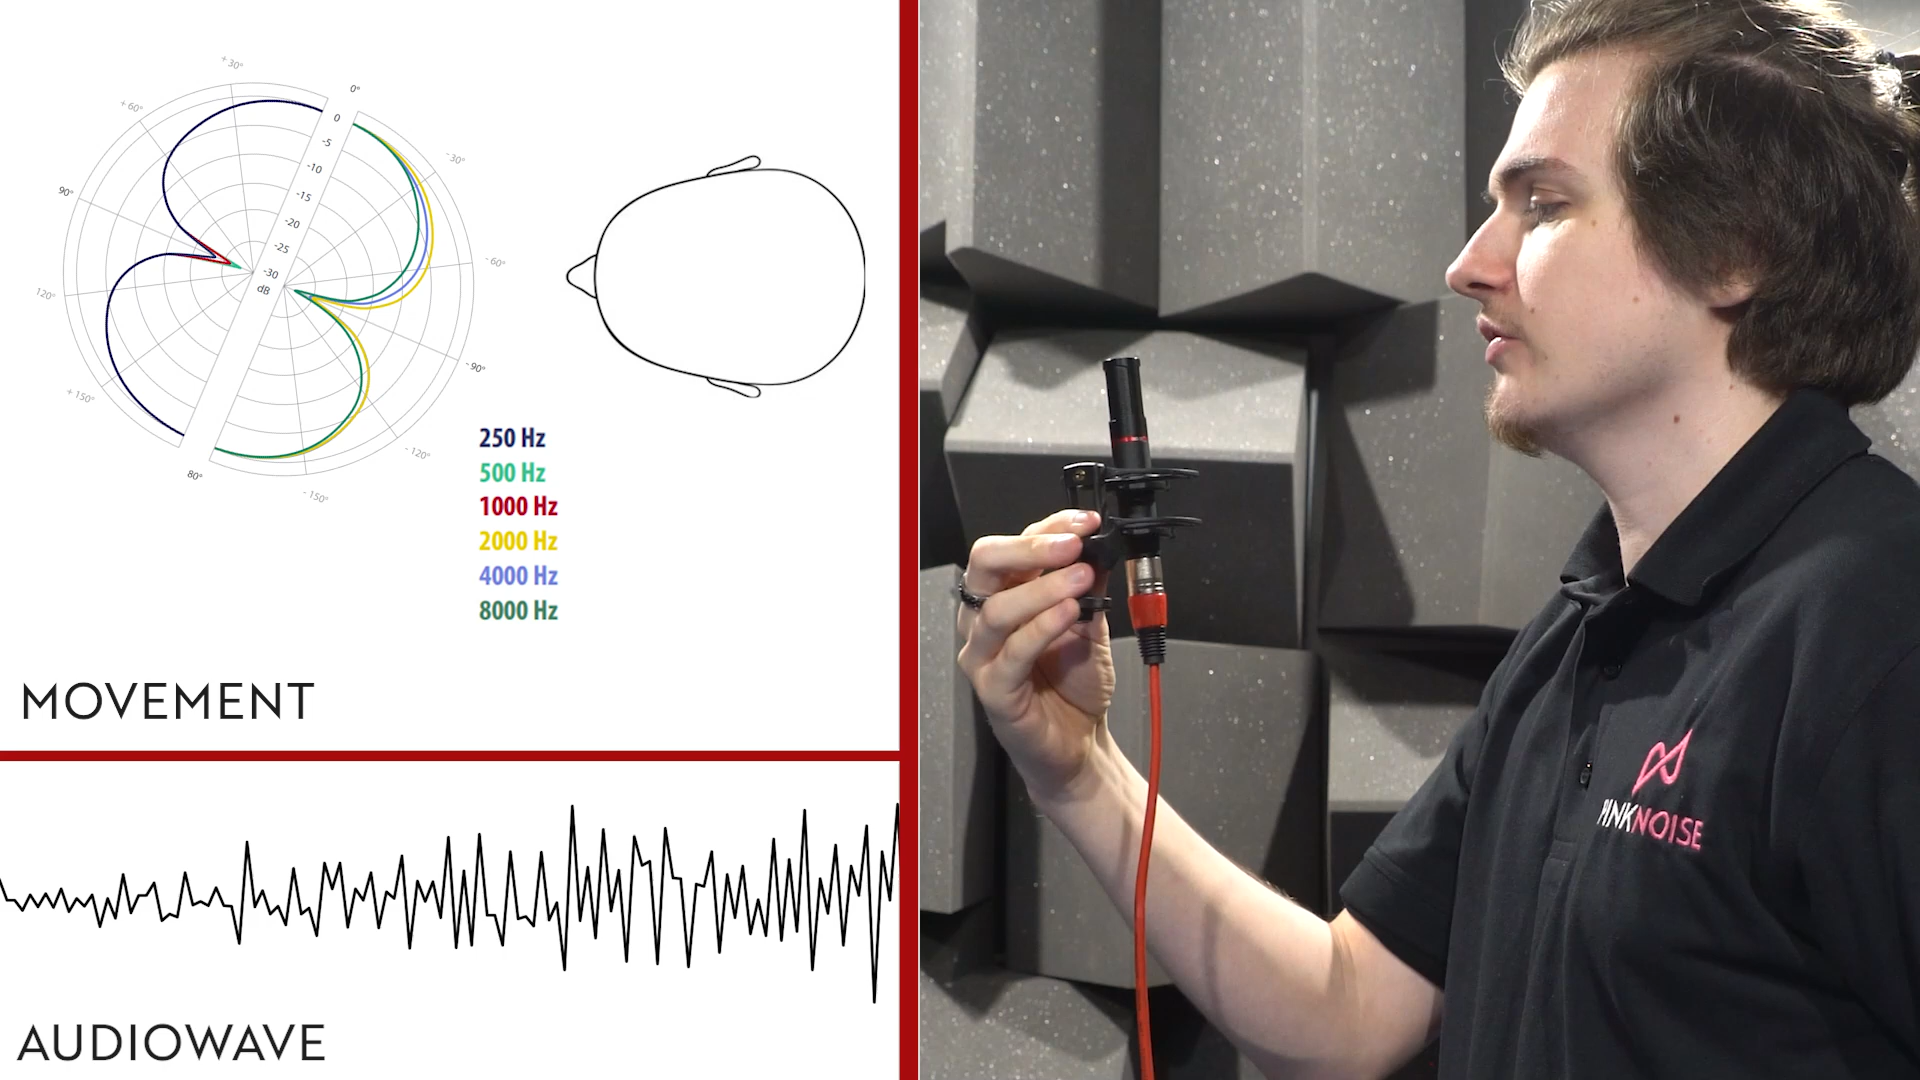 +30°
0°
+60°
0
-30°
-5
-10
90°
-15
-20
-25
-60°
-30
120°
dB
-90°
+150°
-120°
80°
-150°
250 Hz
500 Hz
1000 Hz
2000 Hz
4000 Hz
8000 Hz
MOVEMENT
AUDIOWAVE
PINKNOISE